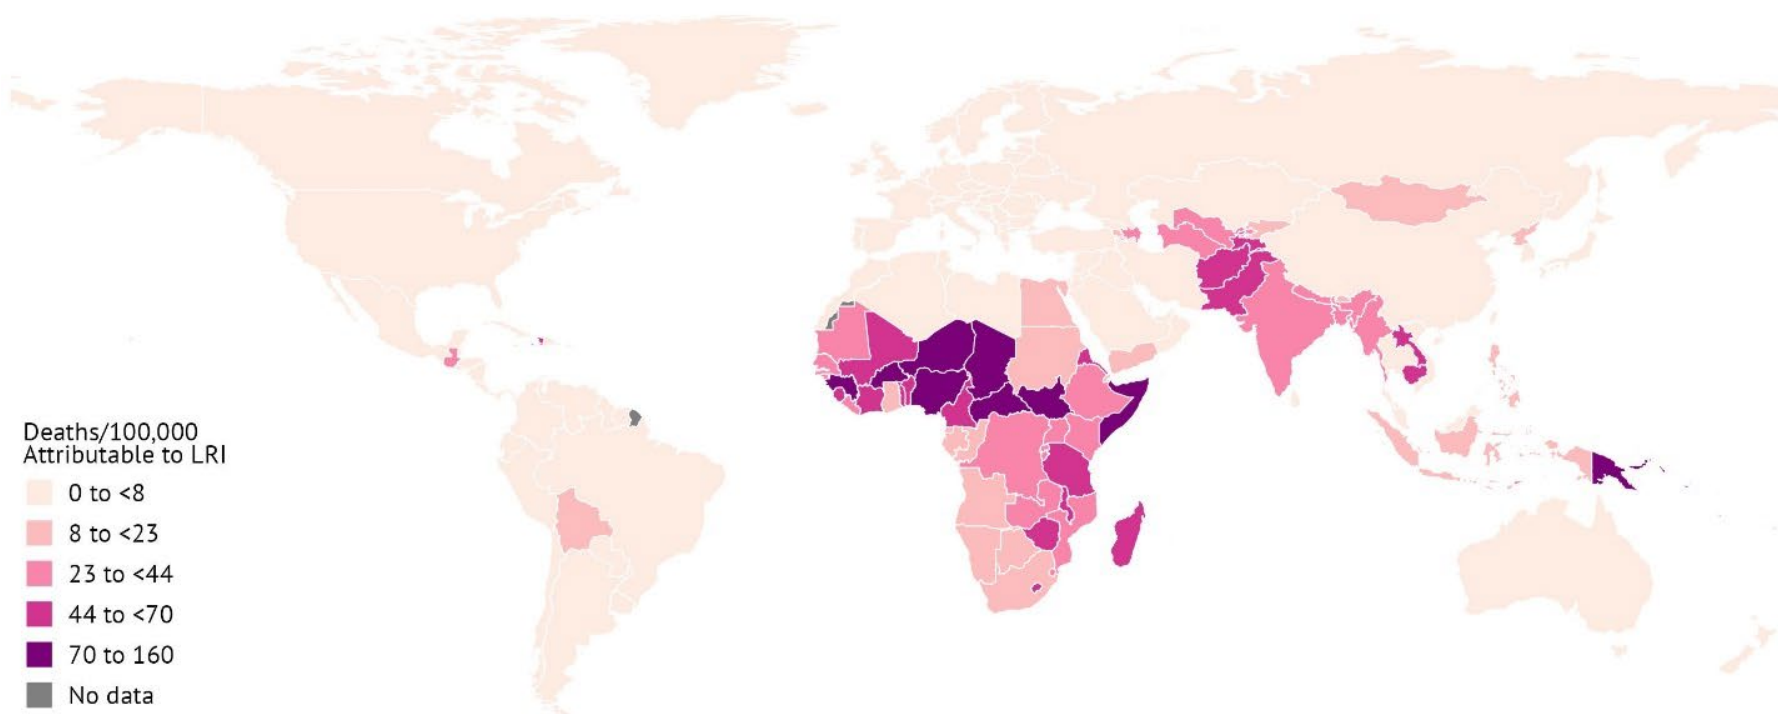 Deaths/100,000
Attributable to LRI
0 to <8
8 to <23
23 to <44
44 to <70
70 to 160
No data